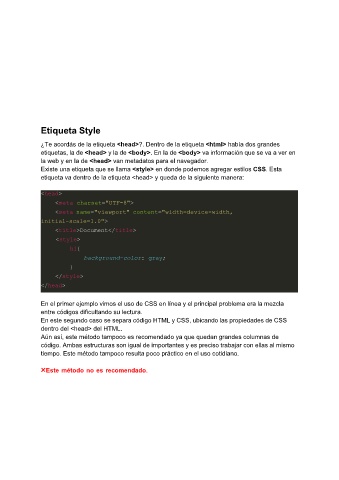 Etiqueta Style
¿Te acordás de la etiqueta <head>?. Dentro de la etiqueta <html> había dos grandes
etiquetas, la de <head> y la de <body>. En la de <body> va información que se va a ver en
la web y en la de <head> van metadatos para el navegador.
Existe una etiqueta que se llama <style> en donde podemos agregar estilos CSS. Esta
etiqueta va dentro de la etiqueta <head> y queda de la siguiente manera:
<head>
<meta charset="UTF-8">
<meta name="viewport" content="width=device-width,
initial-scale=1.0">
<title>Document</title>
<style>
{
background-color: gray;
}
</style>
</head>
En el primer ejemplo vimos el uso de CSS en línea y el principal problema era la mezcla
entre códigos dificultando su lectura.
En este segundo caso se separa código HTML y CSS, ubicando las propiedades de CSS
dentro del <head> del HTML.
Aún así, este método tampoco es recomendado ya que quedan grandes columnas de
código. Ambas estructuras son igual de importantes y es preciso trabajar con ellas al mismo
tiempo. Este método tampoco resulta poco práctico en el uso cotidiano.
❌Este método no es recomendado.